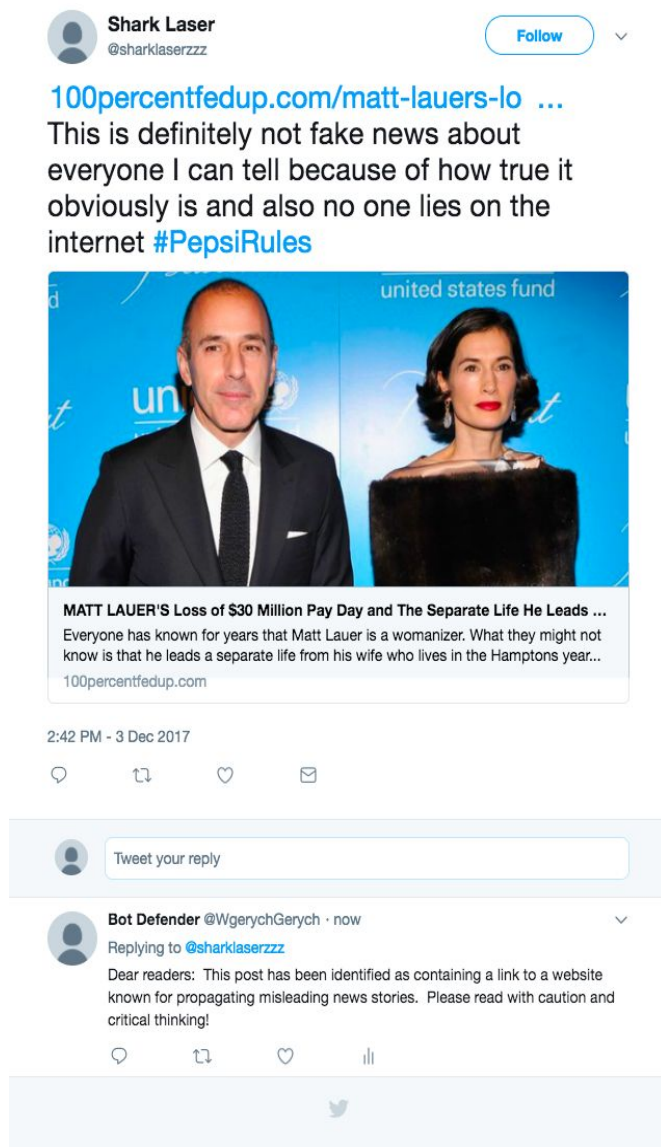 Shark Laser
@sharklaserzzz
Follow
100percentfedup.com/matt-lauers-lo …
This is definitely not fake news about
everyone I can tell because of how true it
obviously is and also no one lies on the
internet #PepsiRules
united states fund
d
un
t
t
MATT LAUER'S Loss of $30 Million Pay Day and The Separate Life He Leads ...
Everyone has known for years that Matt Lauer is a womanizer. What they might not
know is that he leads a separate life from his wife who lives in the Hamptons year...
100percentfedup.com
2:42 PM - 3 Dec 2017
Tweet your reply
Bot Defender @WgerychGerych · now
Replying to @sharklaserzzz
Dear readers:  This post has been identified as containing a link to a website
known for propagating misleading news stories.  Please read with caution and
critical thinking!